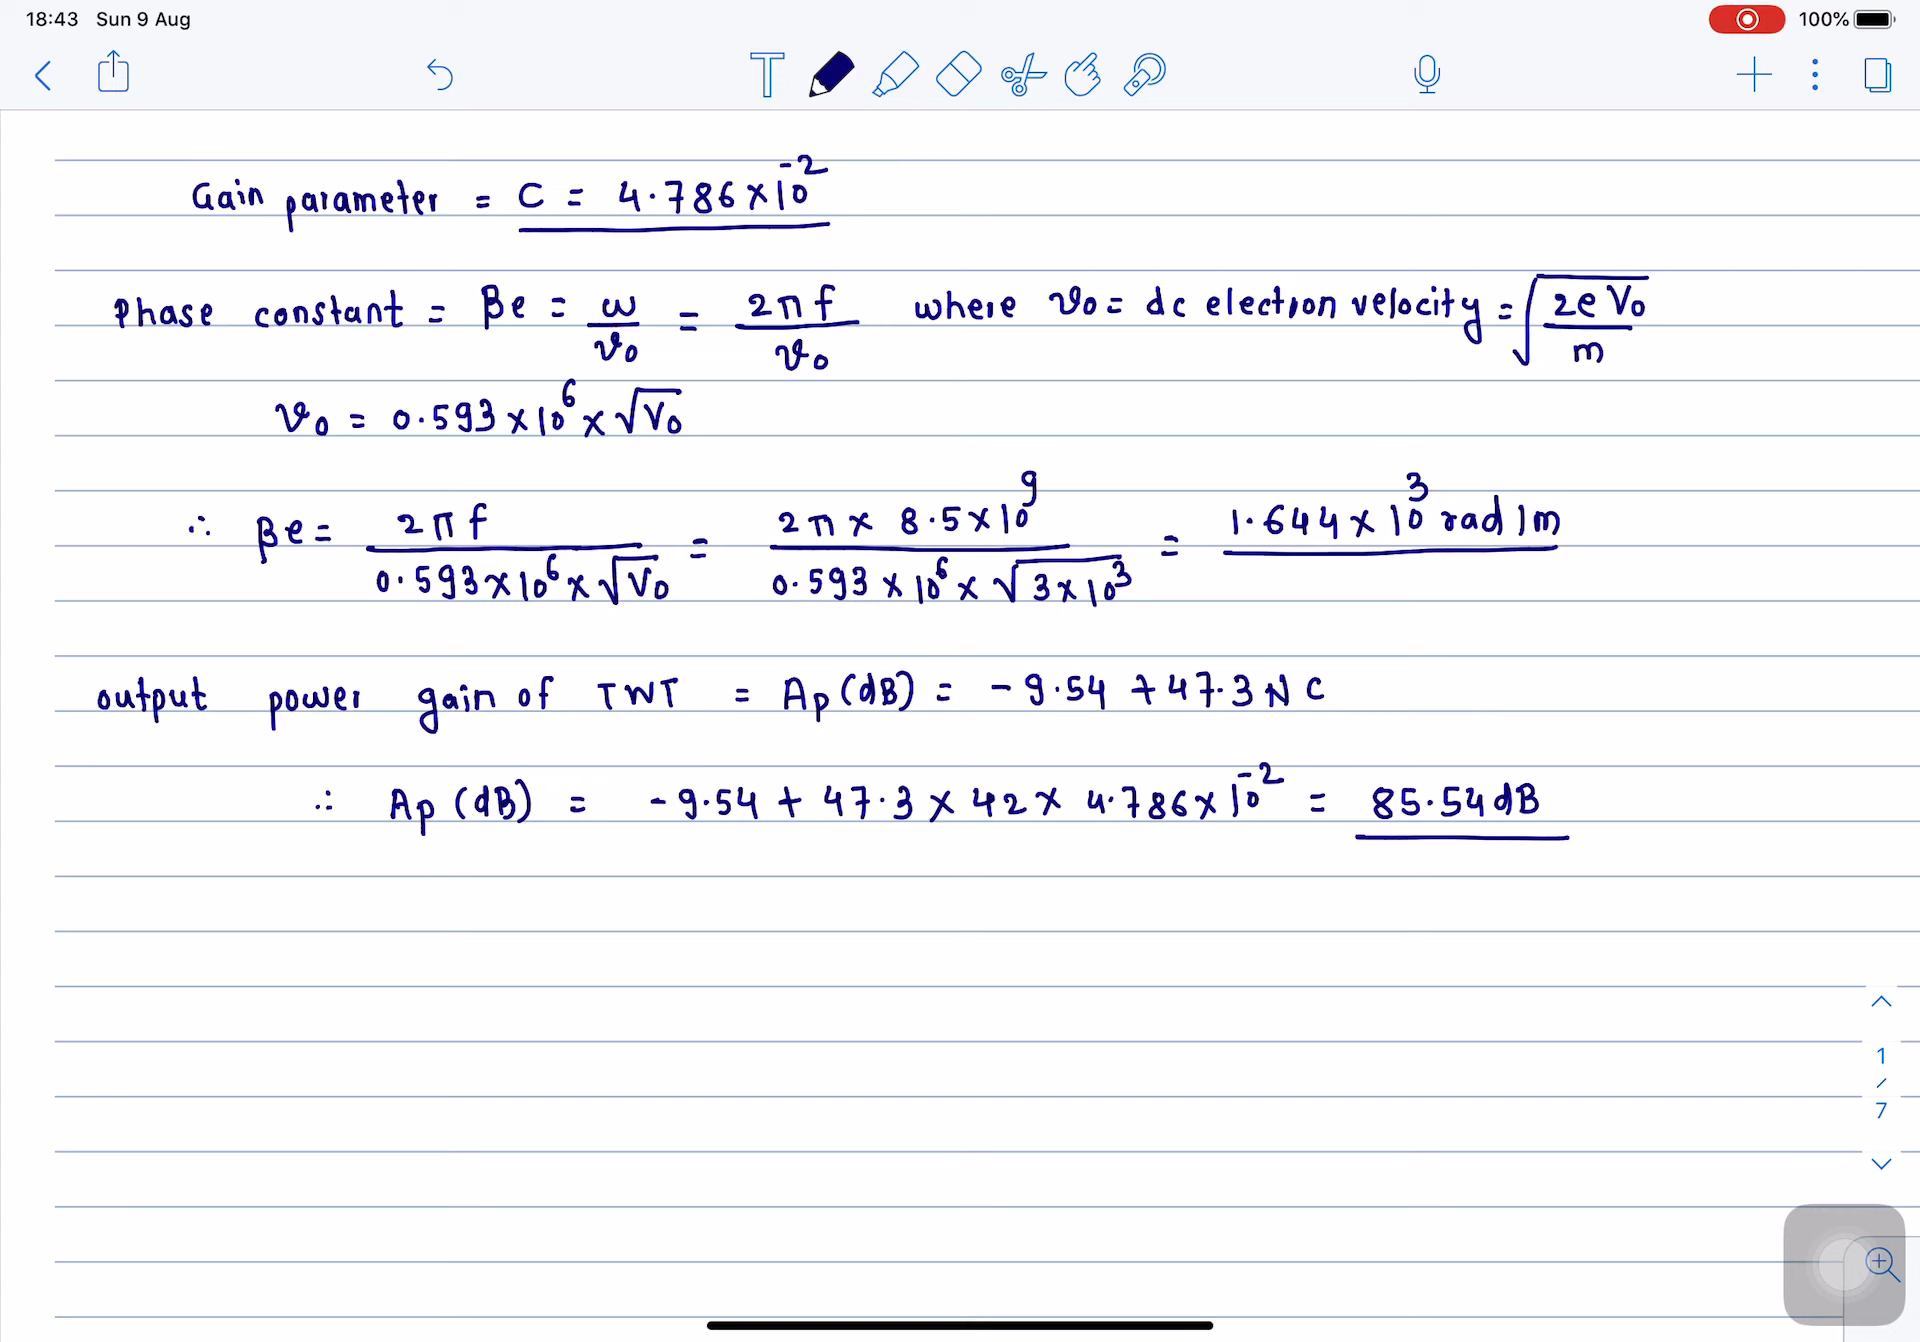 18:43 Sun 9 Aug 100%
Gain parameter = C = 4.786 × 10⁻²
Phase constant = βe = ω/v₀ = 2πf/v₀ where v₀ = dc electron velocity = √(2eV₀/m)
v₀ = 0.593 × 10⁶ × √V₀
∴ βe = 2πf/(0.593 × 10⁶ × √V₀) = 2π × 8.5 × 10⁹/(0.593 × 10⁶ × √(3 × 10³)) = 1.644 × 10³ rad/m
output power gain of TWT = Ap (dB) = -9.54 + 47.3 N C
∴ Ap (dB) = -9.54 + 47.3 × 42 × 4.786 × 10⁻² = 85.54 dB
1
/
7